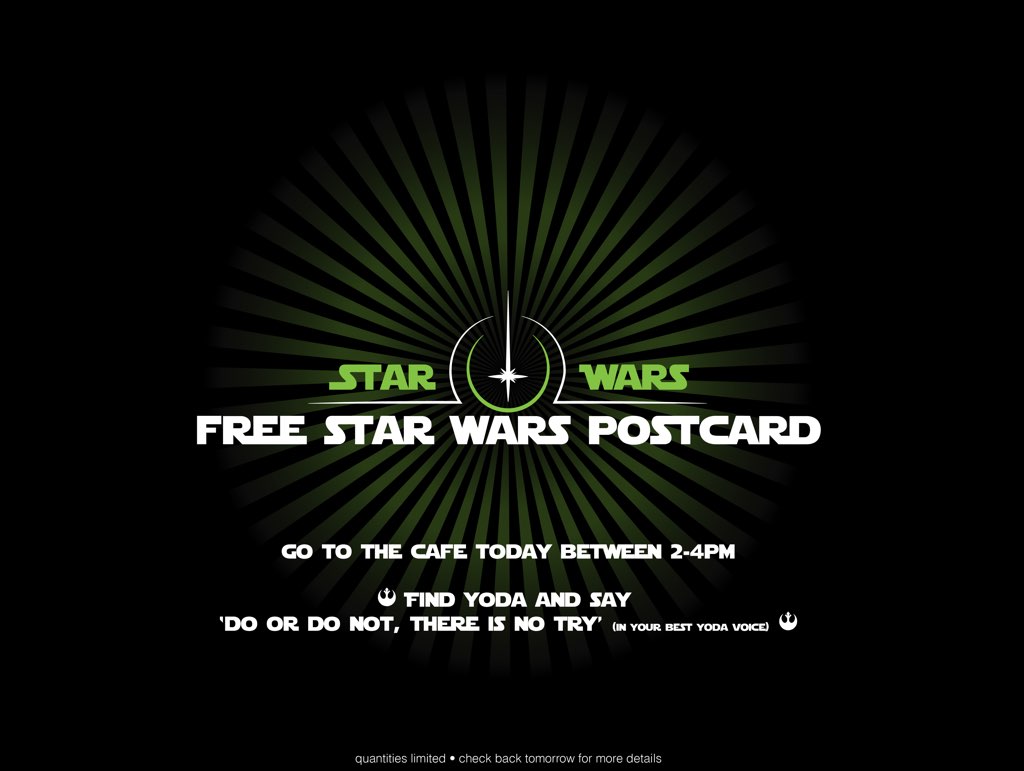 STAR WARS
FREE STAR WARS POSTCARD
GO TO THE CAFE TODAY BETWEEN 2-4PM
FIND YODA AND SAY
'DO OR DO NOT, THERE IS NO TRY' (IN YOUR BEST YODA VOICE)
quantities limited • check back tomorrow for more details